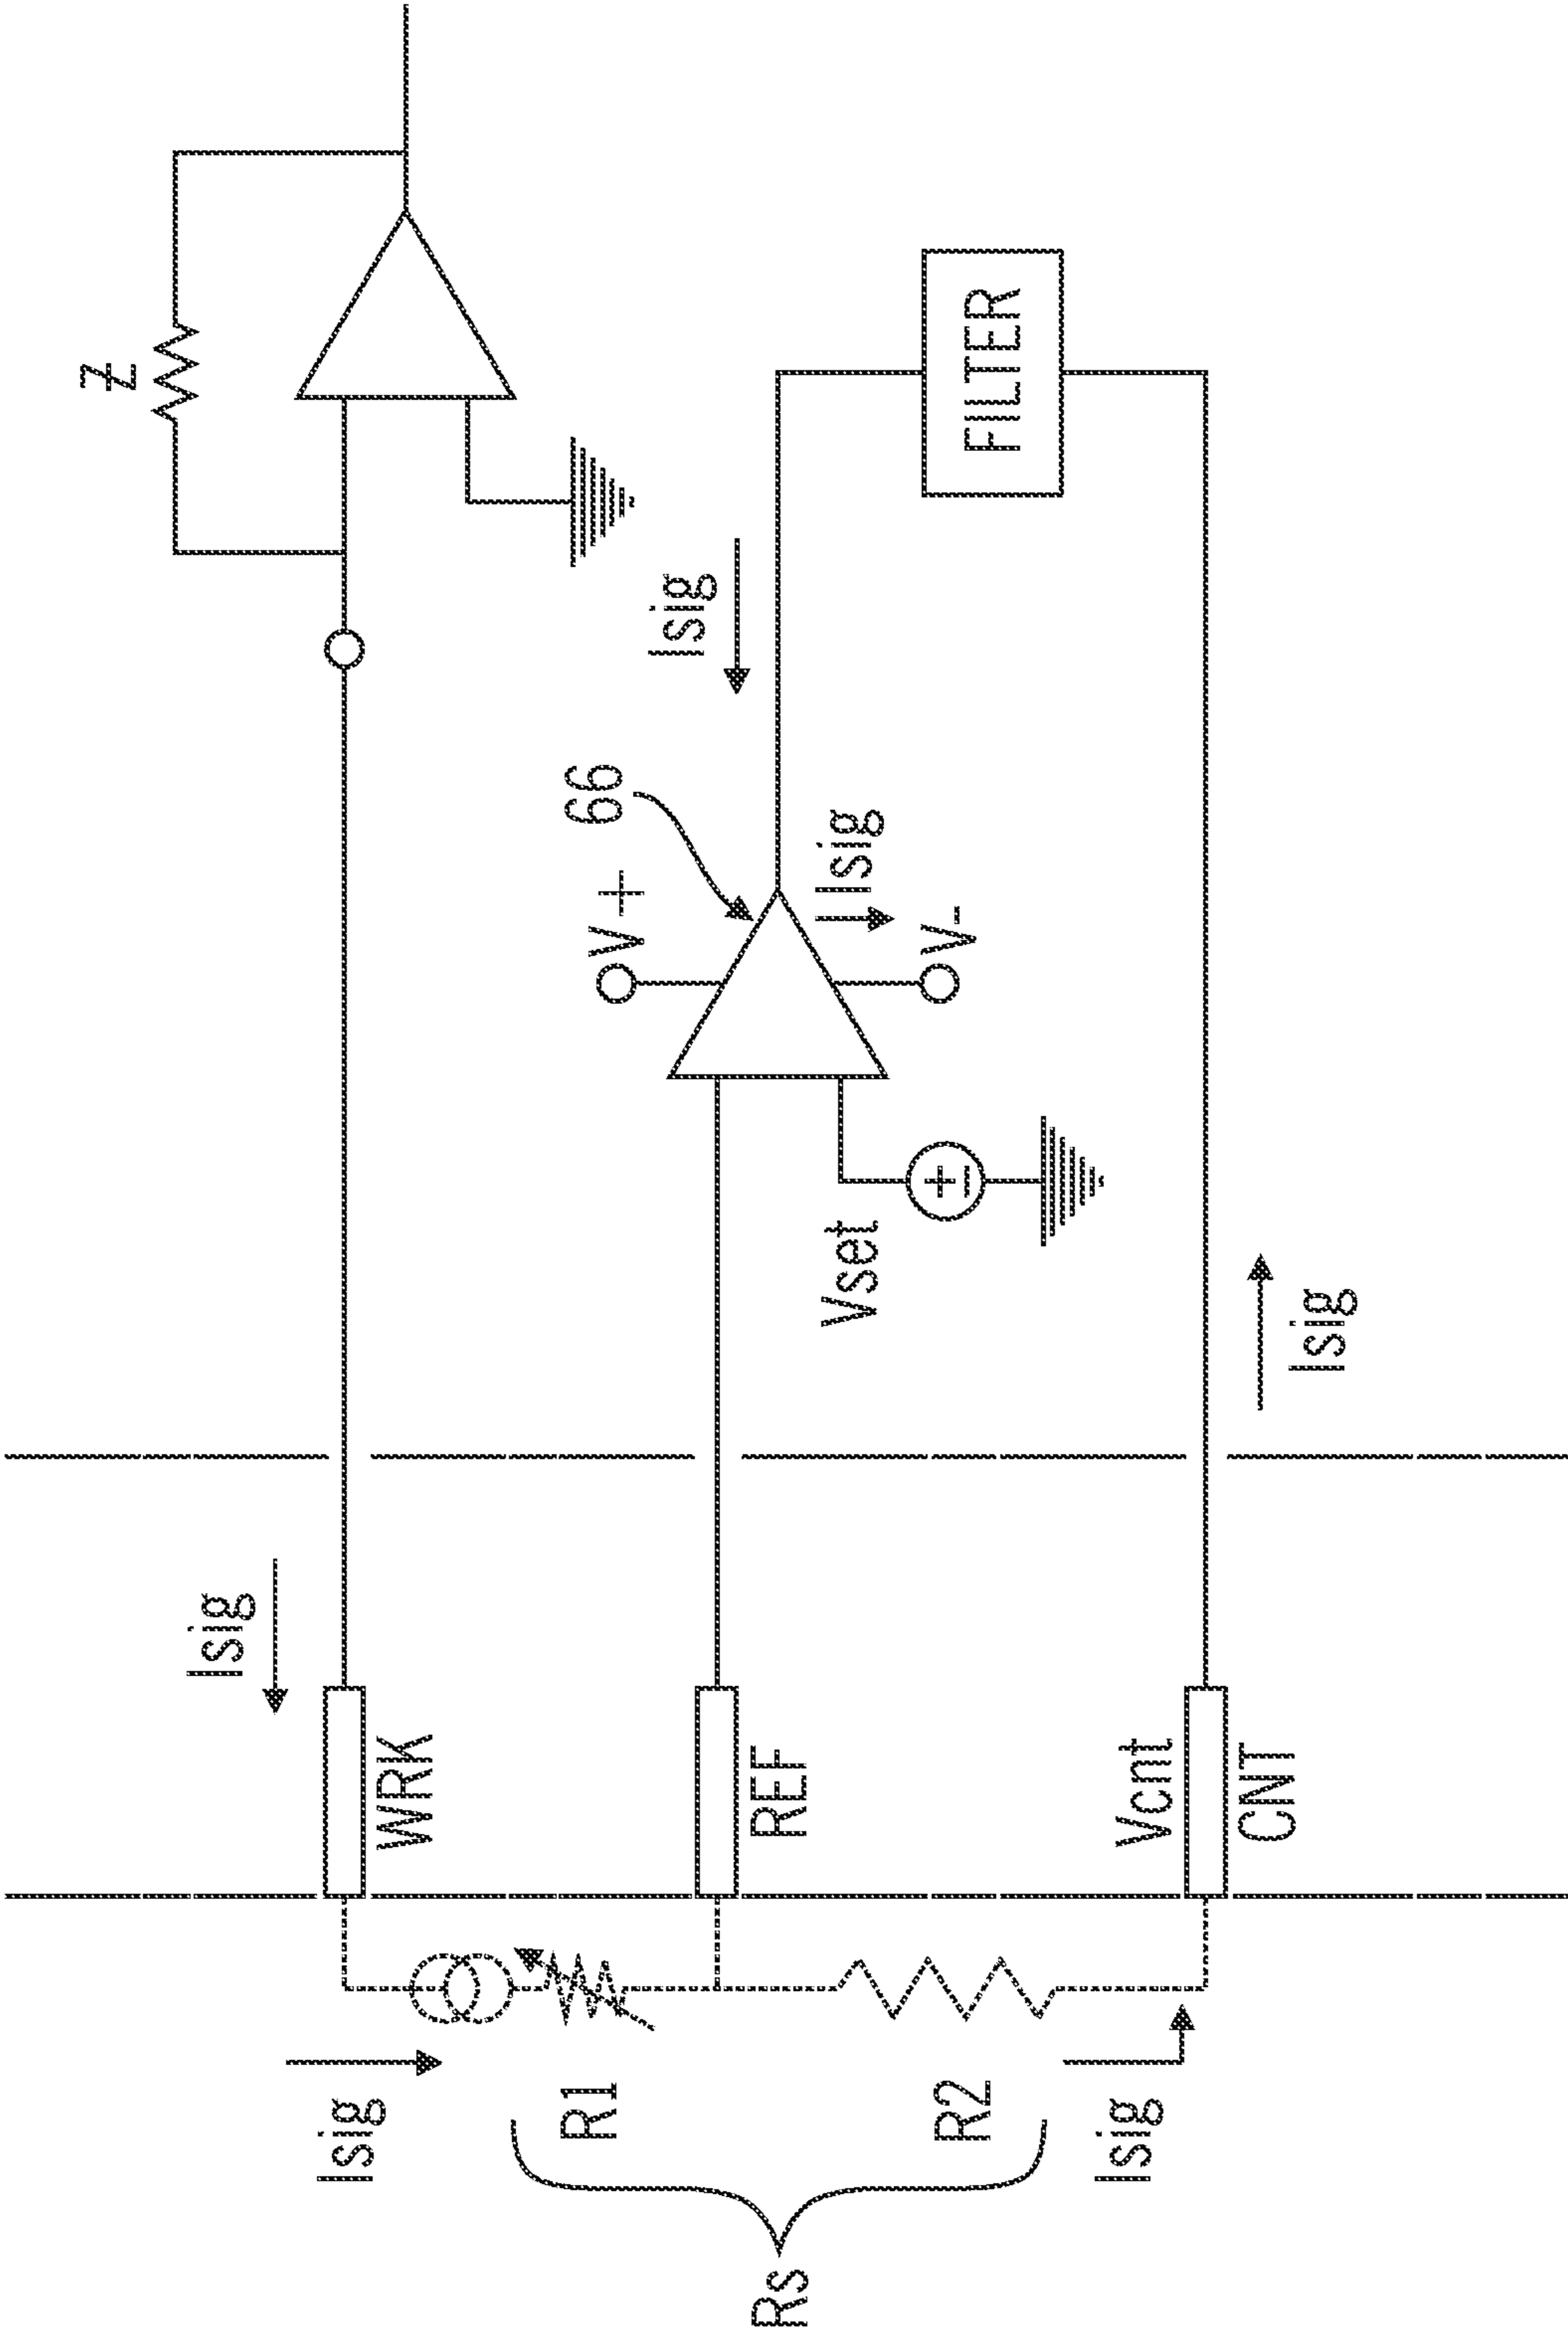 Z
Isig
FILTER
66
V+
Isig
V-
Vset
Isig
Isig
WRK
REF
Vcnt
CNT
Isig
R1
R2
Isig
Rs